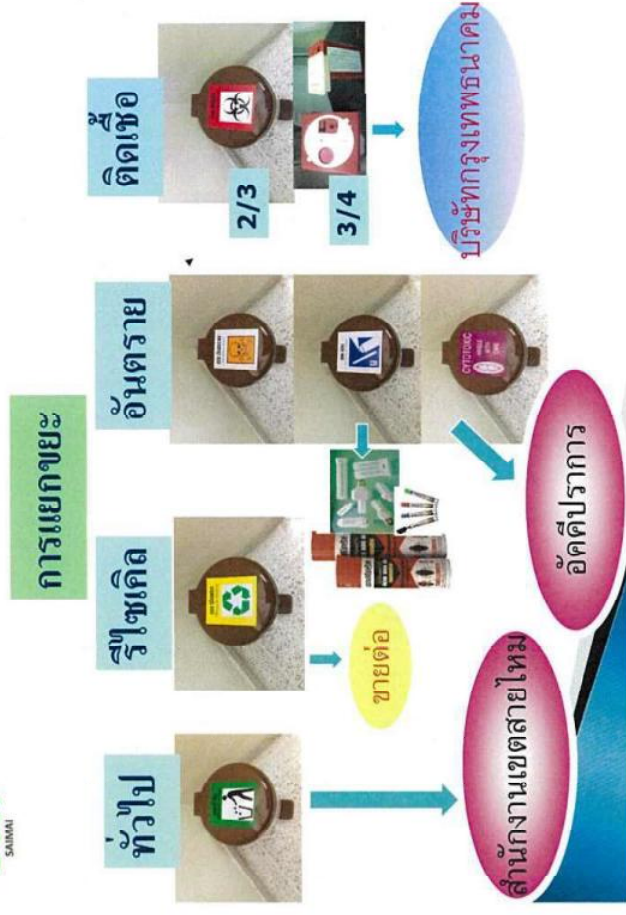 SAIMAI
การแยกขยะ
ทั่วไป
รีไซเคิล
อันตราย
ติดเชื้อ
2/3
3/4
CYTOTOXIC
ขายต่อ
สำนักงานเขตสายไหม
อัคคีปราการ
บริษัทกรุงเทพธนาคม